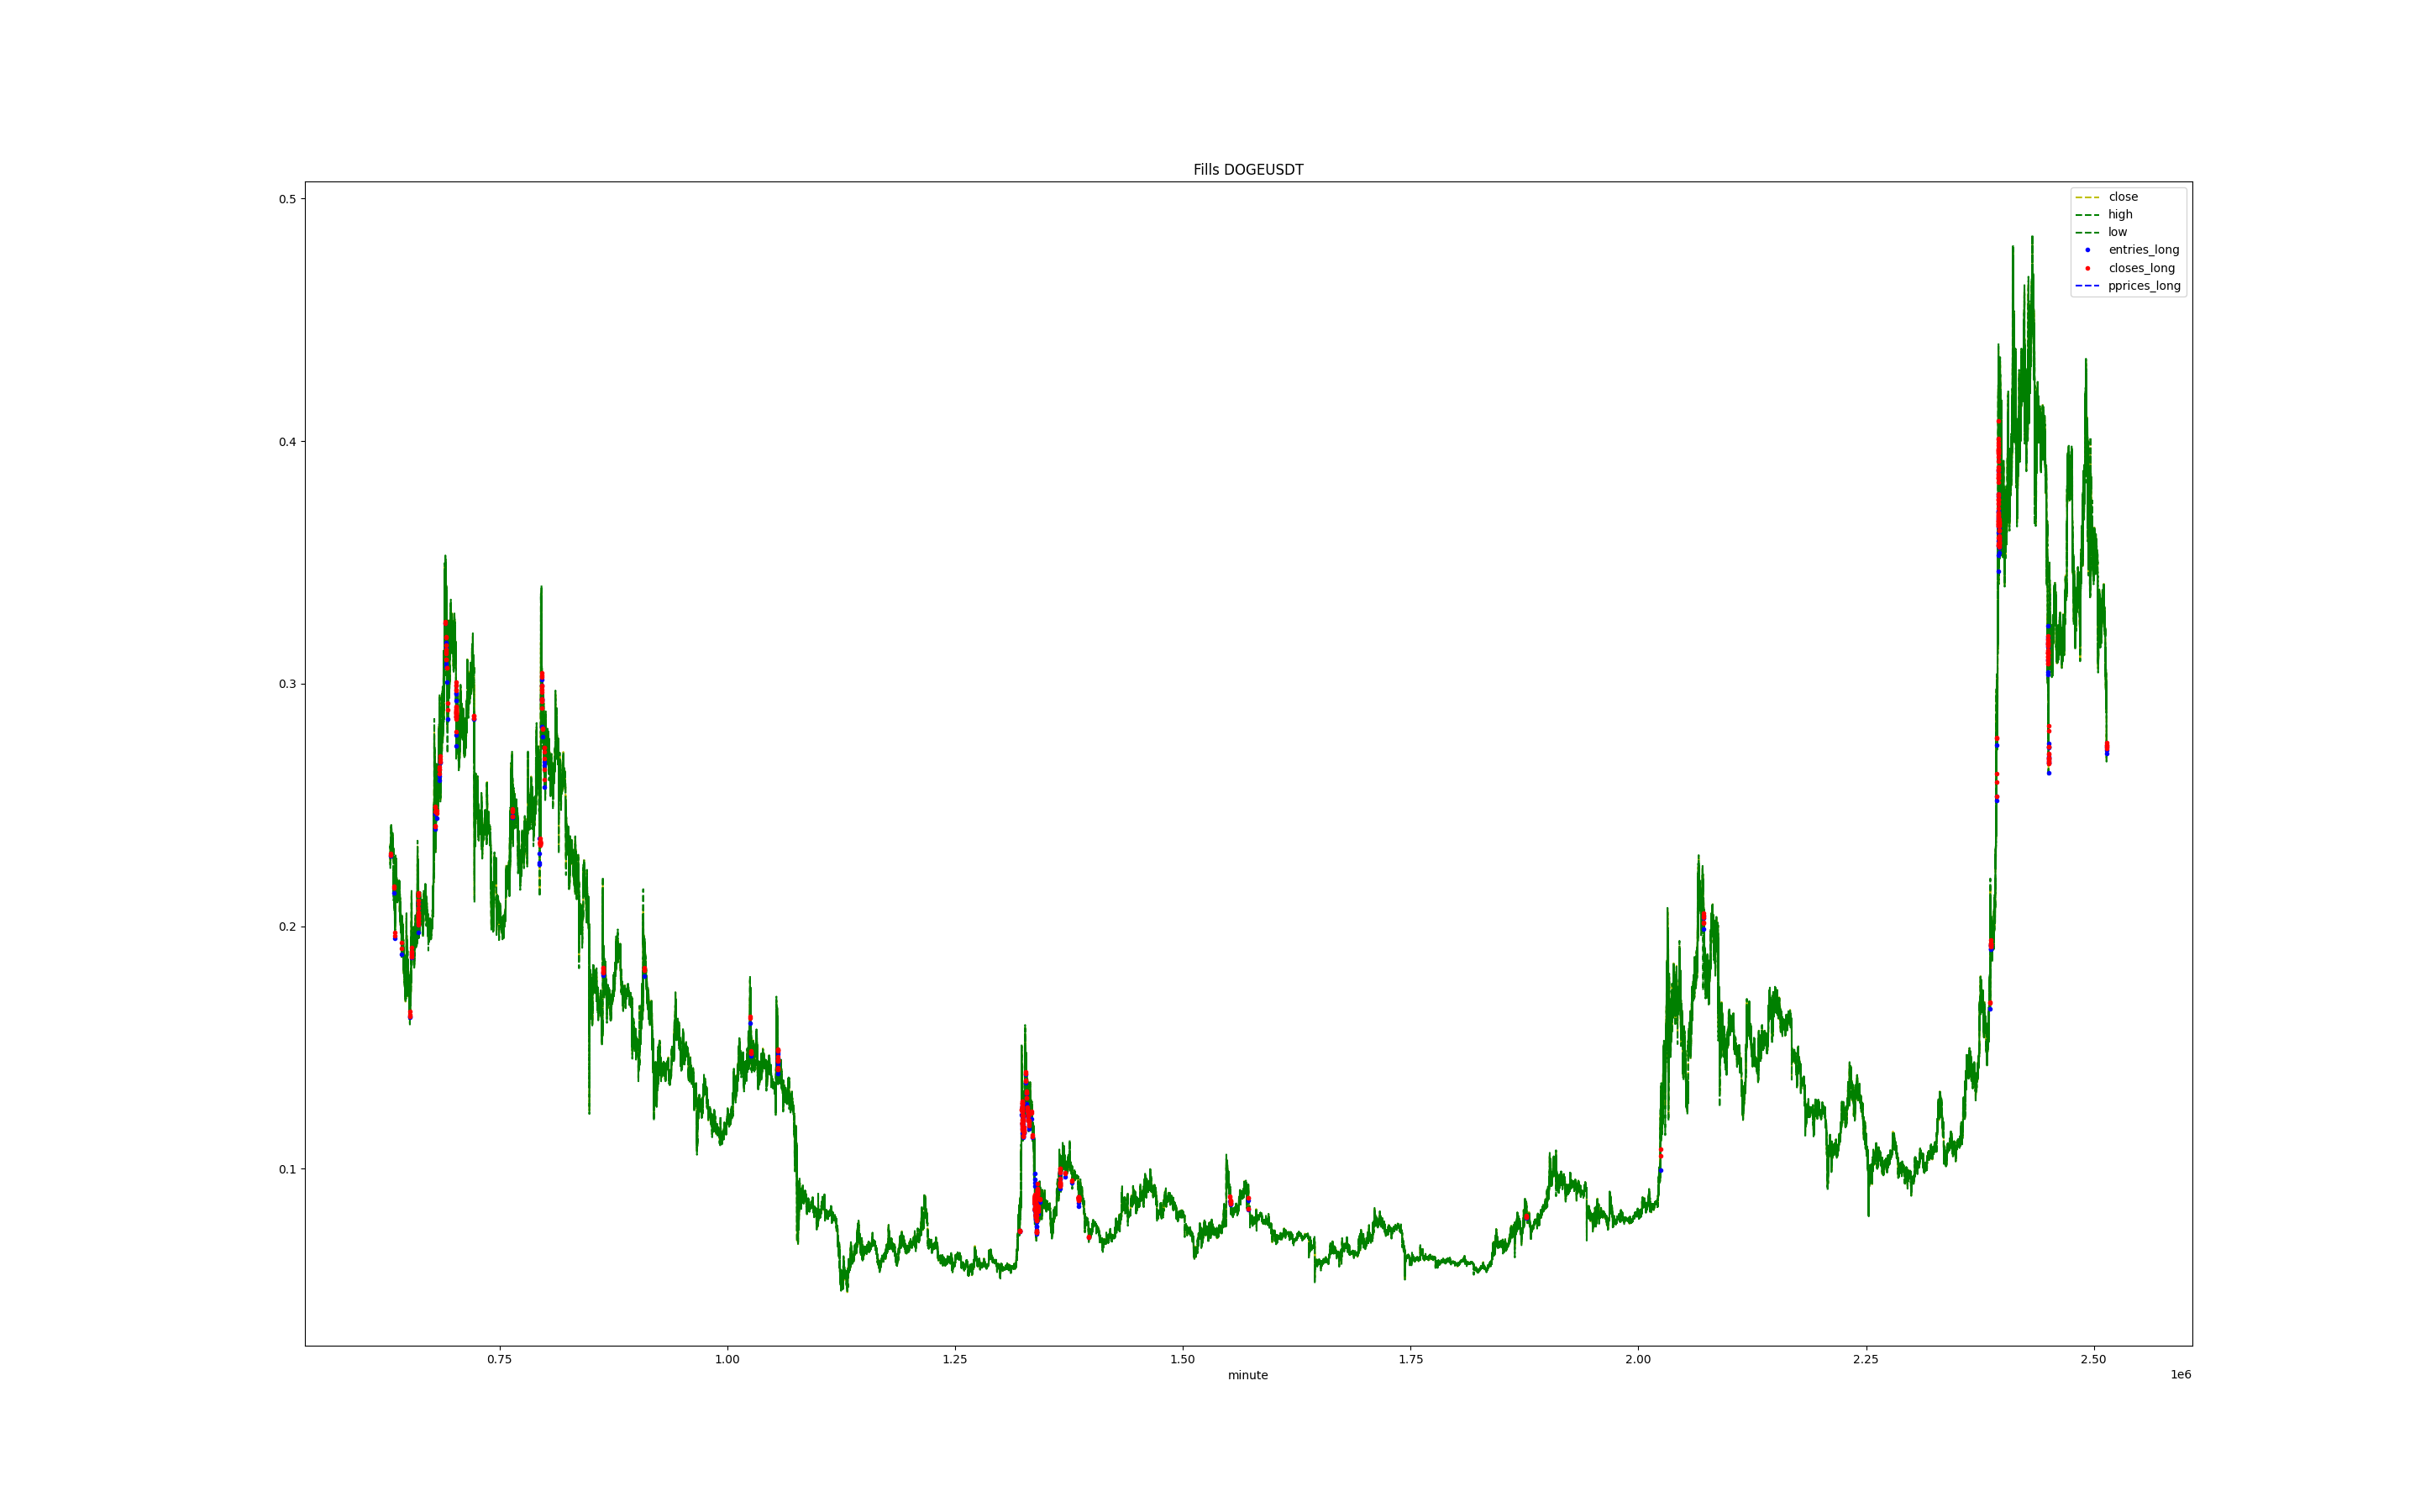 Fills DOGEUSDT
0.5
0.4
0.3
0.2
0.1
close
high
low
entries_long
closes_long
pprices_long
0.75
1.00
1.25
1.50
1.75
2.00
2.25
2.50
minute
1e6